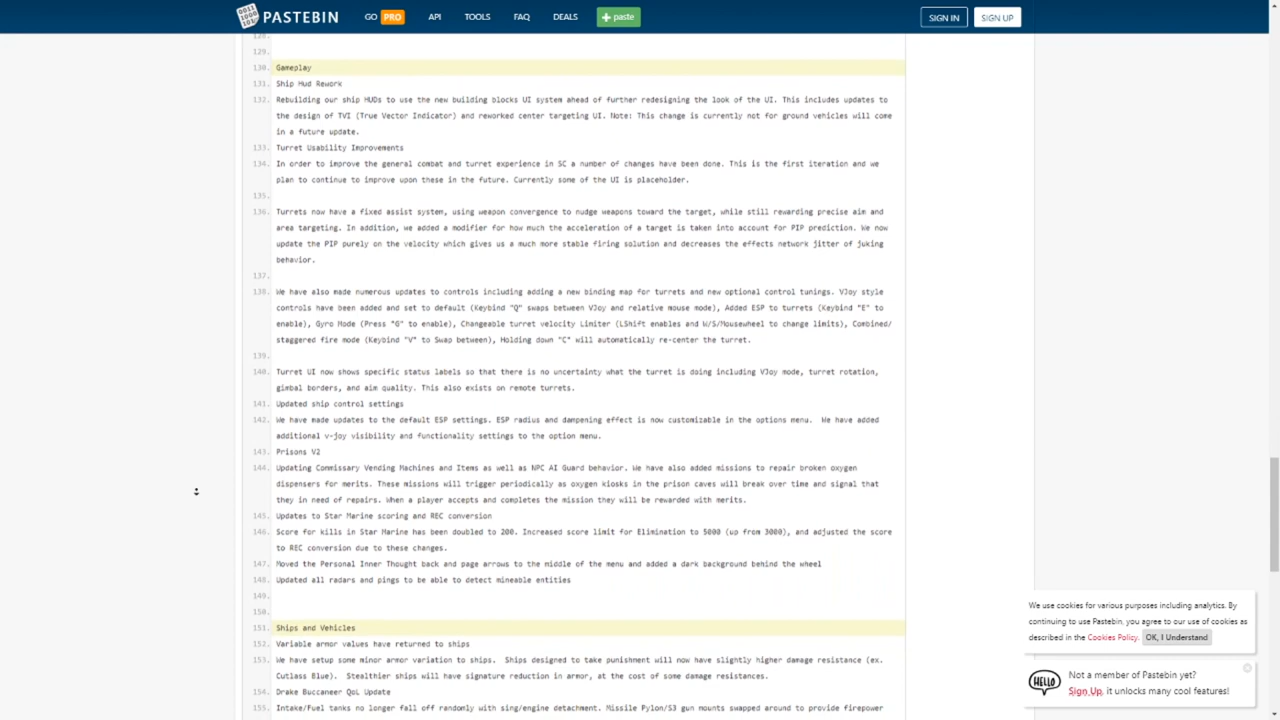 PASTEBIN GO PRO API TOOLS FAQ DEALS + paste SIGN IN SIGN UP
128.
129.
130. Gameplay
131. Ship Hud Rework
132. Rebuilding our ship HUDs to use the new building blocks UI system ahead of further redesigning the look of the UI. This includes updates to
the design of TVI (True Vector Indicator) and reworked center targeting UI. Note: This change is currently not for ground vehicles will come
in a future update.
133. Turret Usability Improvements
134. In order to improve the general combat and turret experience in SC a number of changes have been done. This is the first iteration and we
plan to continue to improve upon these in the future. Currently some of the UI is placeholder.
135.
136. Turrets now have a fixed assist system, using weapon convergence to nudge weapons toward the target, while still rewarding precise aim and
area targeting. In addition, we added a modifier for how much the acceleration of a target is taken into account for PIP prediction. We now
update the PIP purely on the velocity which gives us a much more stable firing solution and decreases the effects network jitter of juking
behavior.
137.
138. We have also made numerous updates to controls including adding a new binding map for turrets and new optional control tunings. VJoy style
controls have been added and set to default (Keybind "Q" swaps between VJoy and relative mouse mode), Added ESP to turrets (Keybind "E" to
enable), Gyro Mode (Press "G" to enable), Changeable turret velocity Limiter (LShift enables and W/S/Mousewheel to change limits), Combined/
staggered fire mode (Keybind "V" to Swap between), Holding down "C" will automatically re-center the turret.
139.
140. Turret UI now shows specific status labels so that there is no uncertainty what the turret is doing including VJoy mode, turret rotation,
gimbal borders, and aim quality. This also exists on remote turrets.
141. Updated ship control settings
142. We have made updates to the default ESP settings. ESP radius and dampening effect is now customizable in the options menu. We have added
additional v-joy visibility and functionality settings to the option menu.
143. Prisons V2
144. Updating Commissary Vending Machines and Items as well as NPC AI Guard behavior. We have also added missions to repair broken oxygen
dispensers for merits. These missions will trigger periodically as oxygen kiosks in the prison caves will break over time and signal that
they in need of repairs. When a player accepts and completes the mission they will be rewarded with merits.
145. Updates to Star Marine scoring and REC conversion
146. Score for kills in Star Marine has been doubled to 200. Increased score limit for Elimination to 5000 (up from 3000), and adjusted the score
to REC conversion due to these changes.
147. Moved the Personal Inner Thought back and page arrows to the middle of the menu and added a dark background behind the wheel
148. Updated all radars and pings to be able to detect mineable entities
149.
150.
151. Ships and Vehicles
152. Variable armor values have returned to ships
153. We have setup some minor armor variation to ships. Ships designed to take punishment will now have slightly higher damage resistance (ex.
Cutlass Blue). Stealthier ships will have signature reduction in armor, at the cost of some damage resistances.
154. Drake Buccaneer QoL Update
155. Intake/Fuel tanks no longer fall off randomly with sing/engine detachment. Missile Pylon/S3 gun mounts swapped around to provide firepower
We use cookies for various purposes including analytics. By
continuing to use Pastebin, you agree to our use of cookies as
described in the Cookies Policy. OK, I Understand
HELLO
Not a member of Pastebin yet?
Sign Up, it unlocks many cool features!